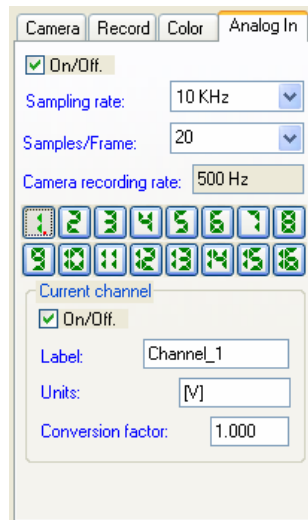 Camera Record Color Analog In
On/Off.
Sampling rate: 10 KHz
Samples/Frame: 20
Camera recording rate: 500 Hz
1 2 3 4 5 6 7 8
9 10 11 12 13 14 15 16
Current channel
On/Off.
Label: Channel_1
Units: [V]
Conversion factor: 1.000